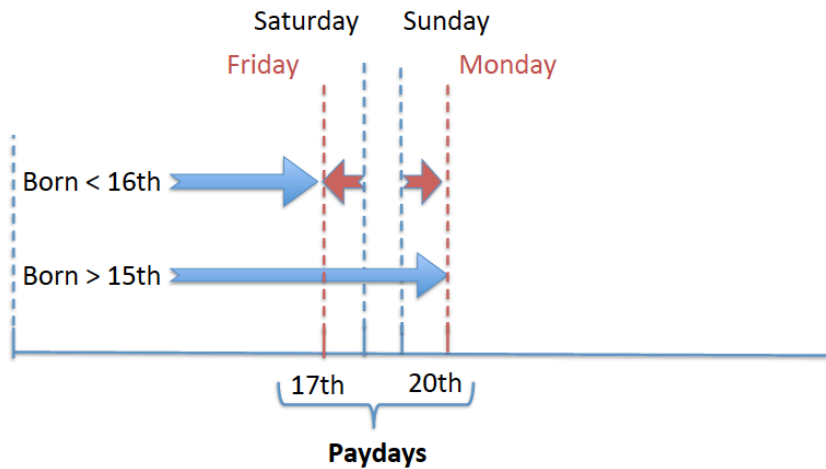 Saturday Sunday
Friday Monday
Born < 16th
Born > 15th
17th 20th
Paydays